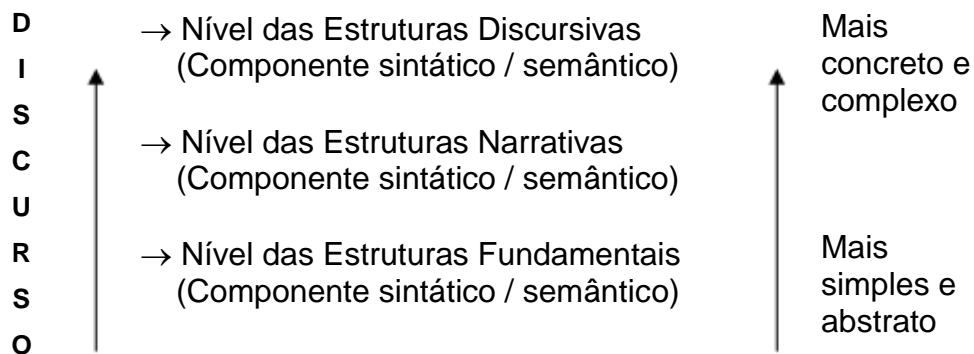 D
I
S
C
U
R
S
O
→ Nível das Estruturas Discursivas
(Componente sintático / semântico)
→ Nível das Estruturas Narrativas
(Componente sintático / semântico)
→ Nível das Estruturas Fundamentais
(Componente sintático / semântico)
Mais
concreto e
complexo
Mais
simples e
abstrato